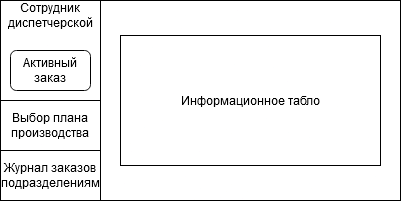 Сотрудник
диспетчерской
Активный
заказ
Выбор плана
производства
Журнал заказов
подразделениям
Информационное табло